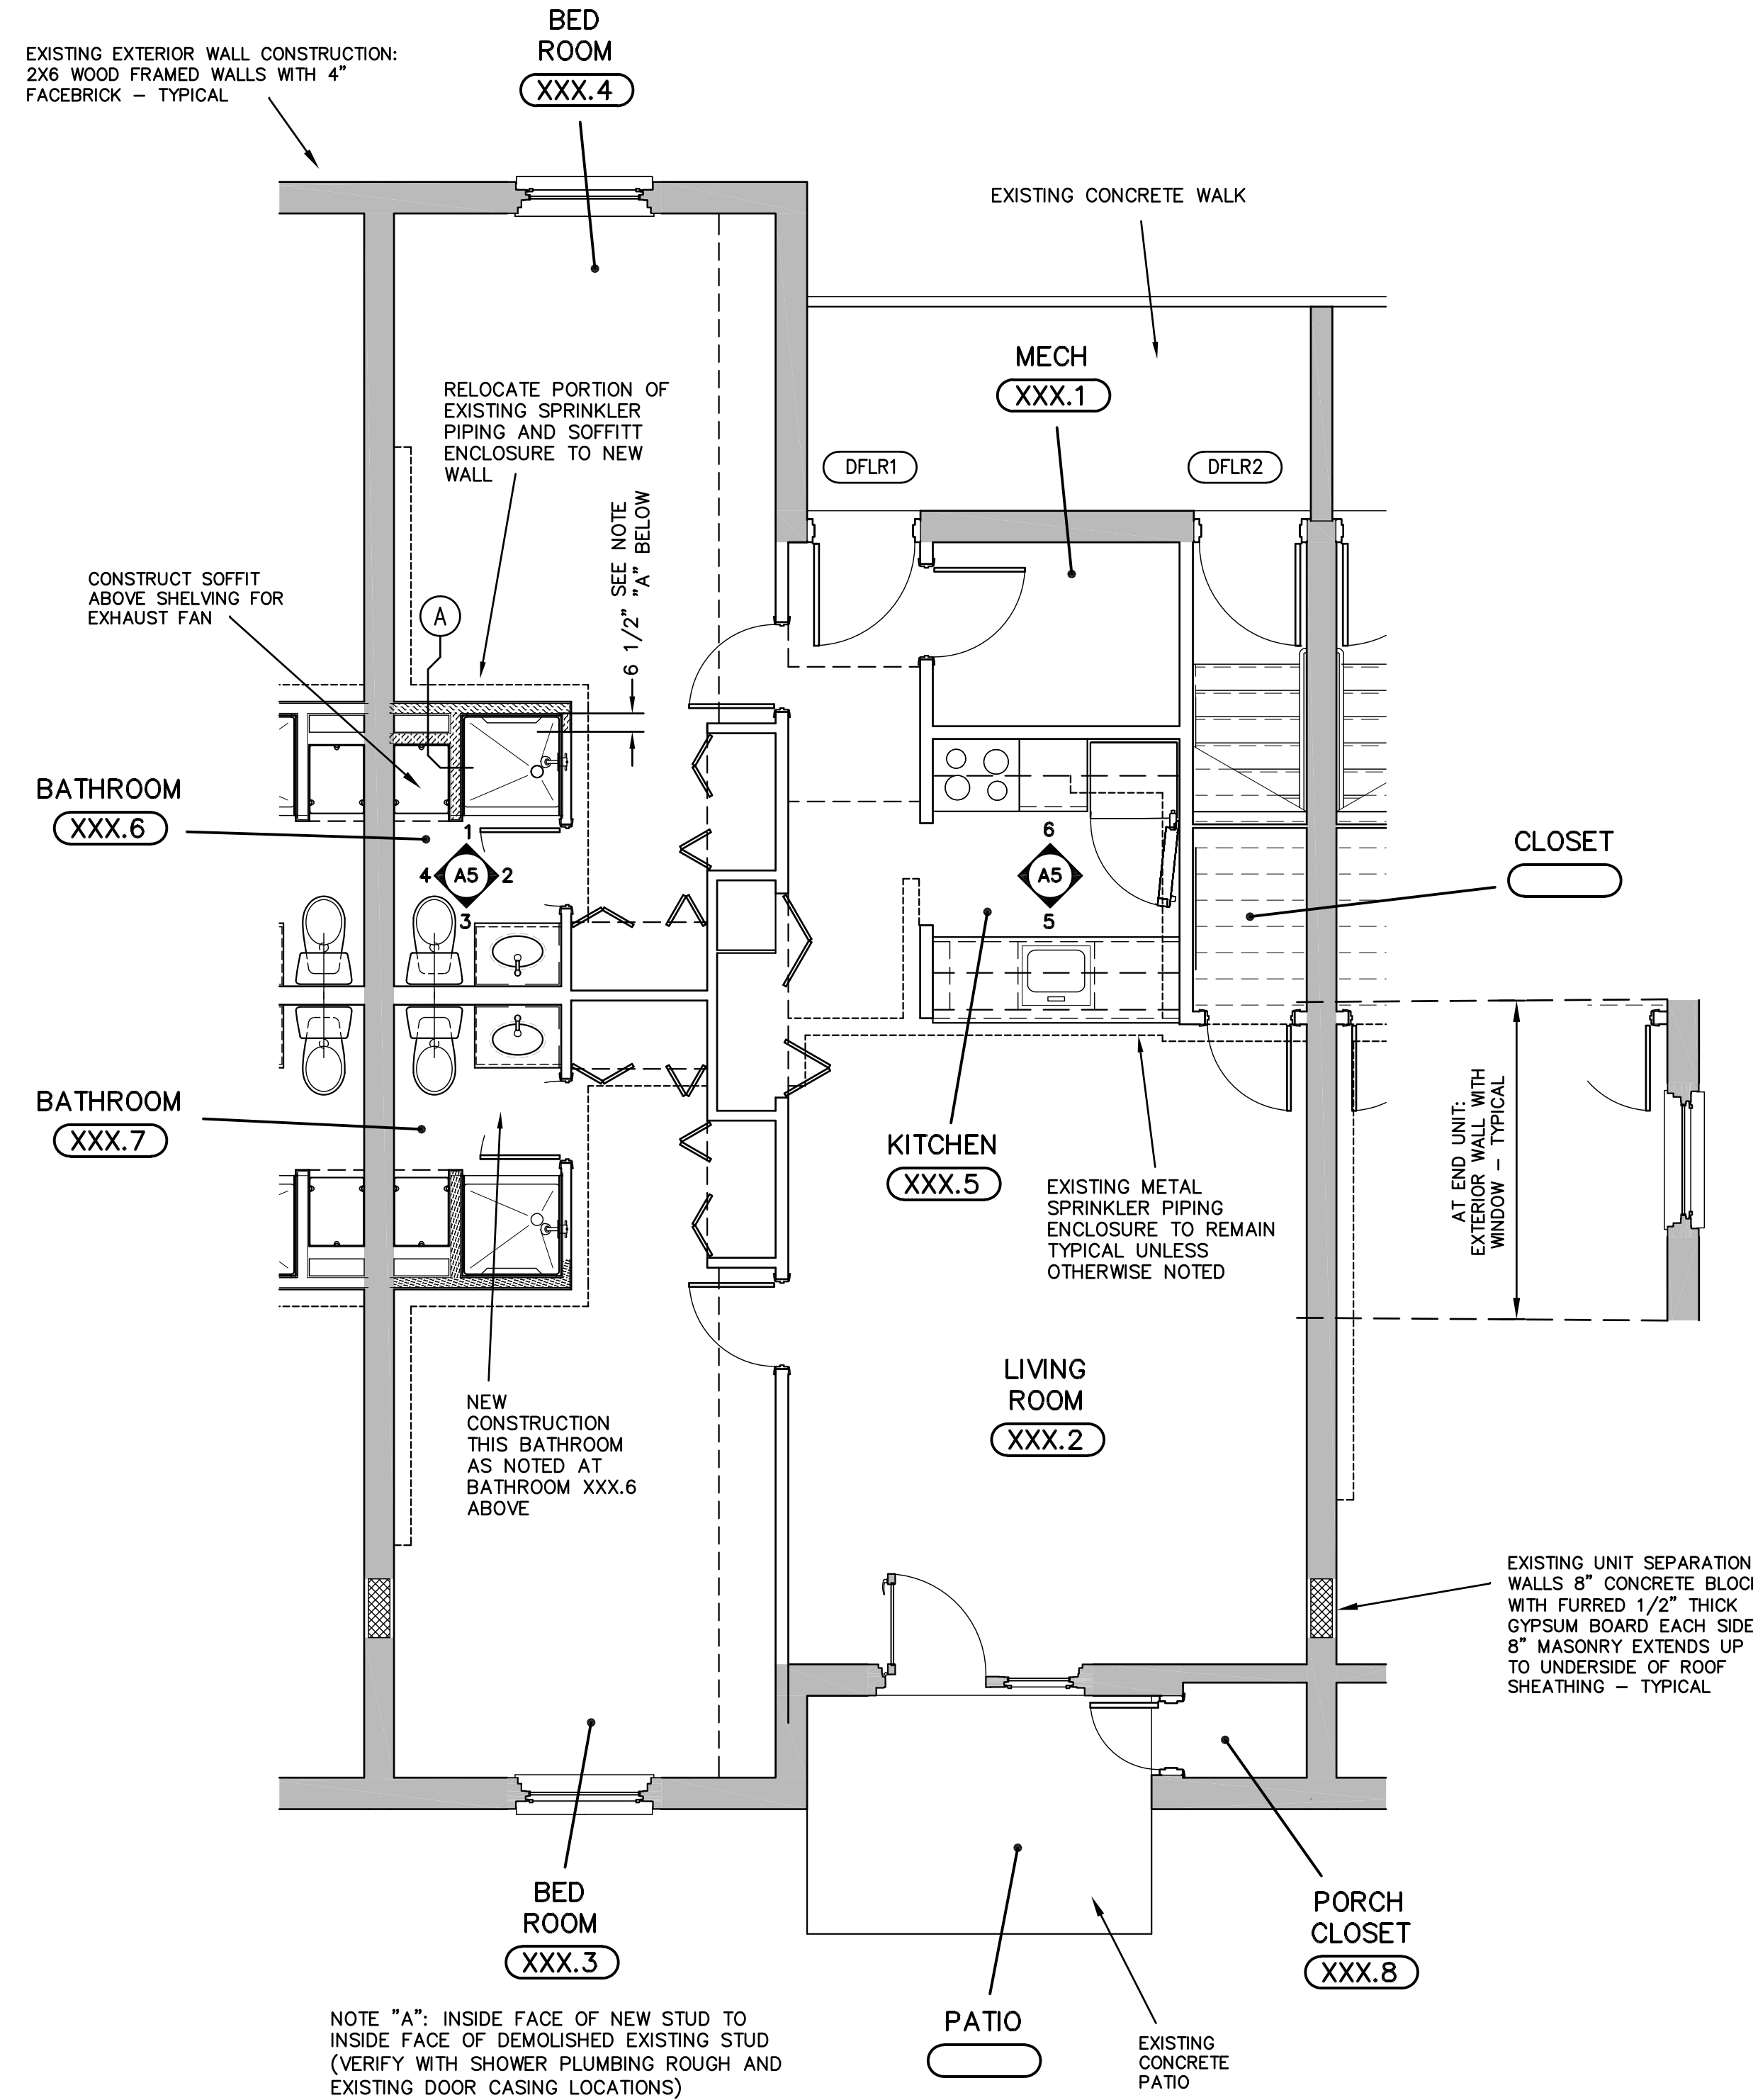 BED
ROOM
XXX.4
EXISTING EXTERIOR WALL CONSTRUCTION:
2X6 WOOD FRAMED WALLS WITH 4"
FACEBRICK – TYPICAL
EXISTING CONCRETE WALK
MECH
XXX.1
RELOCATE PORTION OF
EXISTING SPRINKLER
PIPING AND SOFFITT
ENCLOSURE TO NEW
WALL
DFLR1
DFLR2
6 1/2" SEE NOTE
"A" BELOW
CONSTRUCT SOFFIT
ABOVE SHELVING FOR
EXHAUST FAN
A
BATHROOM
XXX.6
1
4 A5 2
3
6
A5
5
CLOSET
BATHROOM
XXX.7
KITCHEN
XXX.5
AT END UNIT:
EXTERIOR WALL WITH
WINDOW – TYPICAL
EXISTING METAL
SPRINKLER PIPING
ENCLOSURE TO REMAIN
TYPICAL UNLESS
OTHERWISE NOTED
LIVING
ROOM
XXX.2
NEW
CONSTRUCTION
THIS BATHROOM
AS NOTED AT
BATHROOM XXX.6
ABOVE
EXISTING UNIT SEPARATION
WALLS 8" CONCRETE BLOC
WITH FURRED 1/2" THICK
GYPSUM BOARD EACH SIDE
8" MASONRY EXTENDS UP
TO UNDERSIDE OF ROOF
SHEATHING – TYPICAL
BED
ROOM
XXX.3
PORCH
CLOSET
XXX.8
PATIO
EXISTING
CONCRETE
PATIO
NOTE "A": INSIDE FACE OF NEW STUD TO
INSIDE FACE OF DEMOLISHED EXISTING STUD
(VERIFY WITH SHOWER PLUMBING ROUGH AND
EXISTING DOOR CASING LOCATIONS)